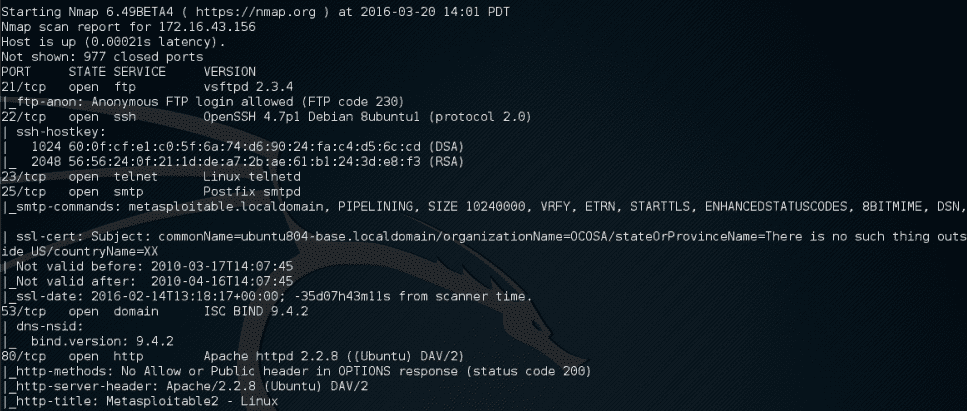 Starting Nmap 6.49BETA4 ( https://nmap.org ) at 2016-03-20 14:01 PDT
Nmap scan report for 172.16.43.156
Host is up (0.00021s latency).
Not shown: 977 closed ports
PORT     STATE SERVICE     VERSION
21/tcp   open  ftp         vsftpd 2.3.4
|_ftp-anon: Anonymous FTP login allowed (FTP code 230)
22/tcp   open  ssh         OpenSSH 4.7p1 Debian 8ubuntu1 (protocol 2.0)
| ssh-hostkey:
|   1024 60:0f:cf:e1:c0:5f:6a:74:d6:90:24:fa:c4:d5:6c:cd (DSA)
|_  2048 56:56:24:0f:21:1d:de:a7:2b:ae:61:b1:24:3d:e8:f3 (RSA)
23/tcp   open  telnet      Linux telnetd
25/tcp   open  smtp        Postfix smtpd
|_smtp-commands: metasploitable.localdomain, PIPELINING, SIZE 10240000, VRFY, ETRN, STARTTLS, ENHANCEDSTATUSCODES, 8BITMIME, DSN,
| ssl-cert: Subject: commonName=ubuntu804-base.localdomain/organizationName=OCOSA/stateOrProvinceName=There is no such thing outs
ide US/countryName=XX
| Not valid before: 2010-03-17T14:07:45
|_Not valid after:  2010-04-16T14:07:45
|_ssl-date: 2016-02-14T13:18:17+00:00; -35d07h43m11s from scanner time.
53/tcp   open  domain      ISC BIND 9.4.2
| dns-nsid:
|_  bind.version: 9.4.2
80/tcp   open  http        Apache httpd 2.2.8 ((Ubuntu) DAV/2)
|_http-methods: No Allow or Public header in OPTIONS response (status code 200)
|_http-server-header: Apache/2.2.8 (Ubuntu) DAV/2
|_http-title: Metasploitable2 - Linux